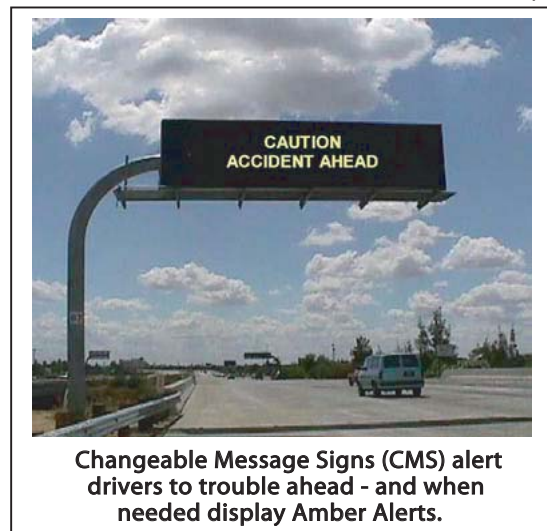 CAUTION
ACCIDENT AHEAD
Changeable Message Signs (CMS) alert
drivers to trouble ahead - and when
needed display Amber Alerts.